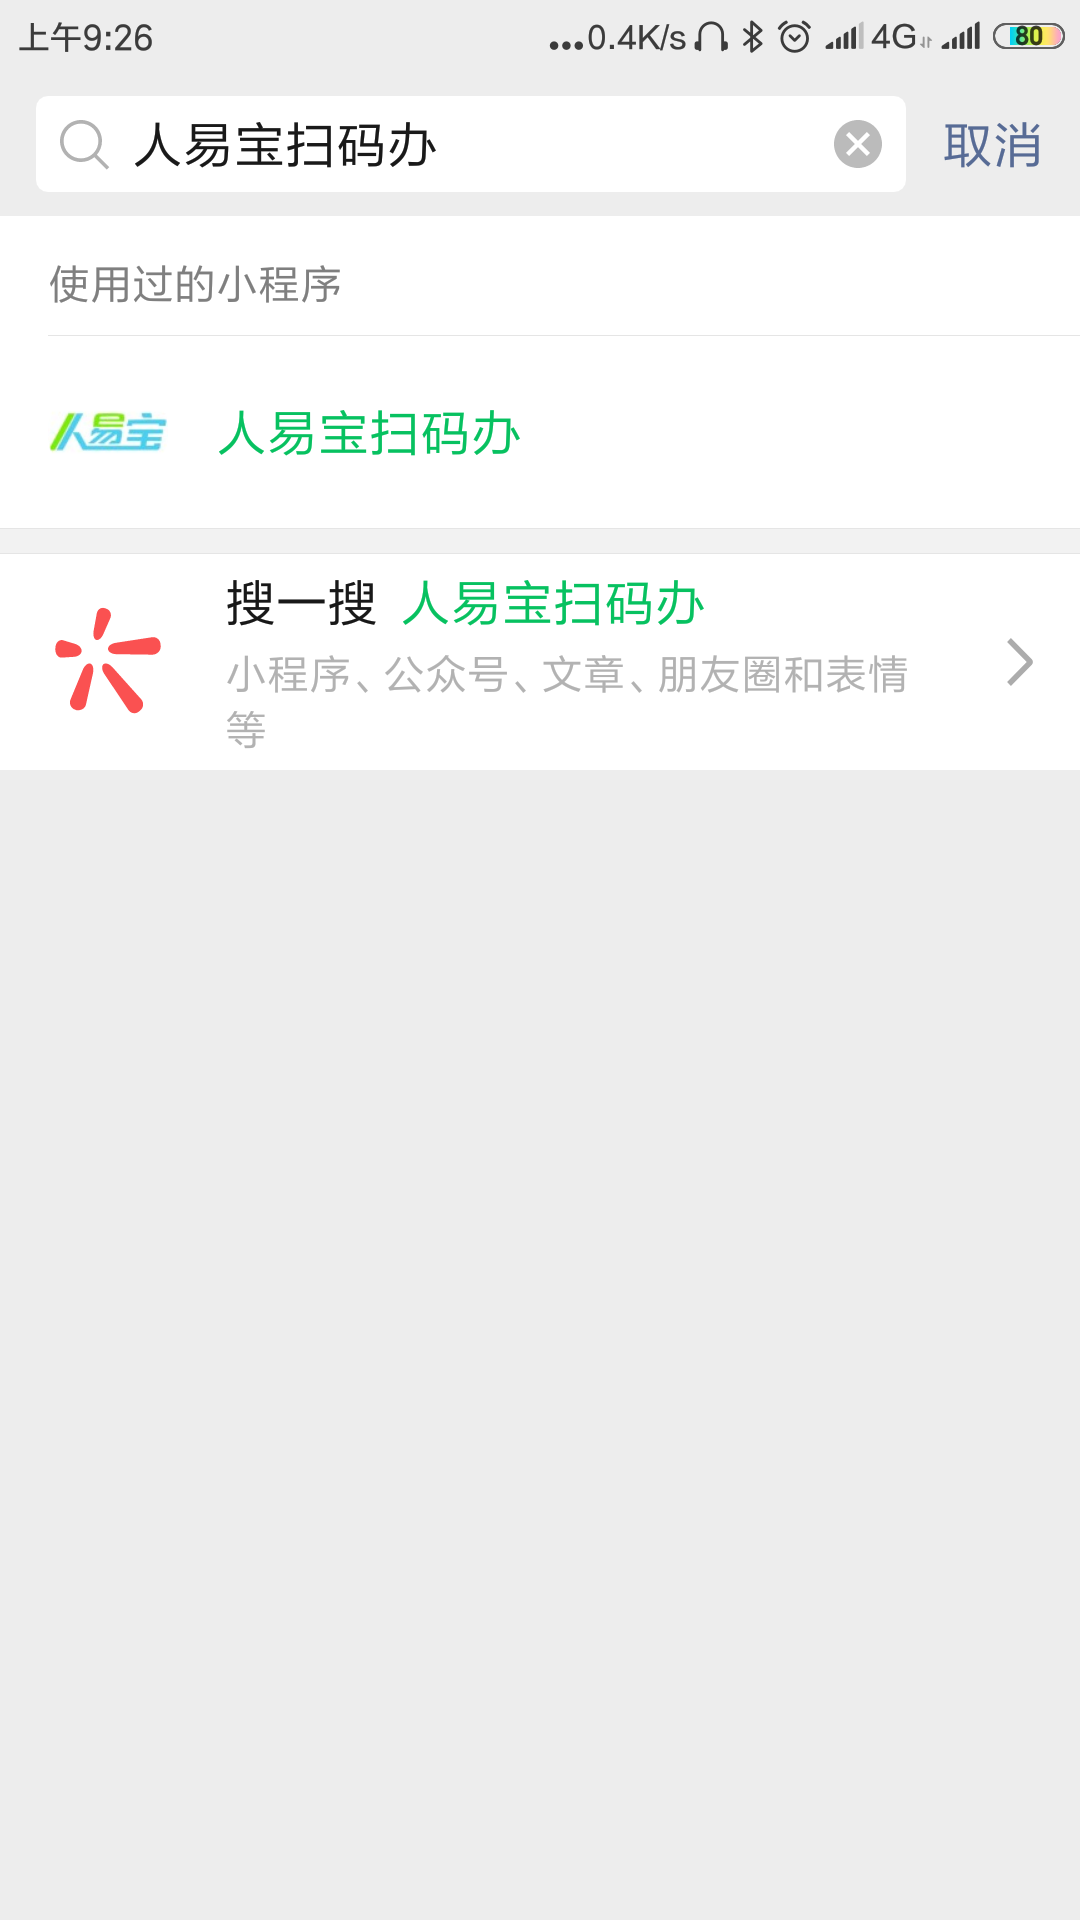 上午9:26
...0.4K/s 4G 80
人易宝扫码办
取消
使用过的小程序
人易宝
人易宝扫码办
搜一搜 人易宝扫码办
小程序、公众号、文章、朋友圈和表情
等